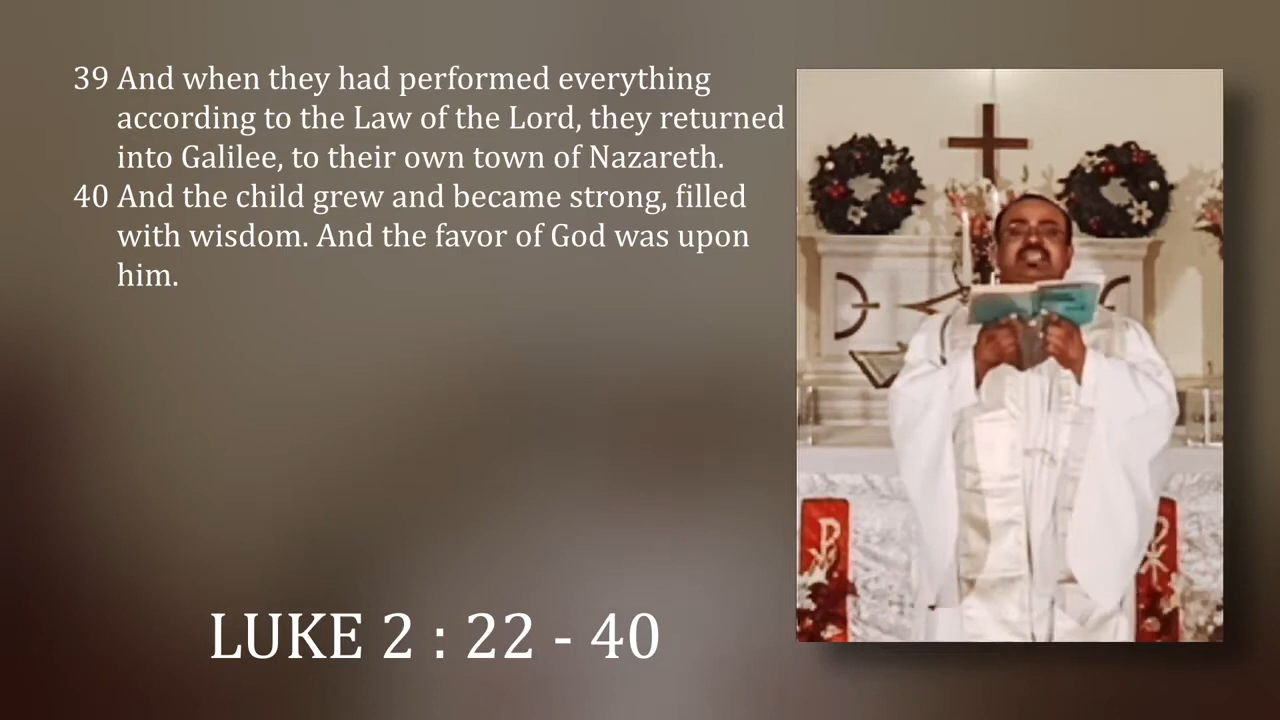 39 And when they had performed everything
according to the Law of the Lord, they returned
into Galilee, to their own town of Nazareth.
40 And the child grew and became strong, filled
with wisdom. And the favor of God was upon
him.
LUKE 2 : 22 - 40